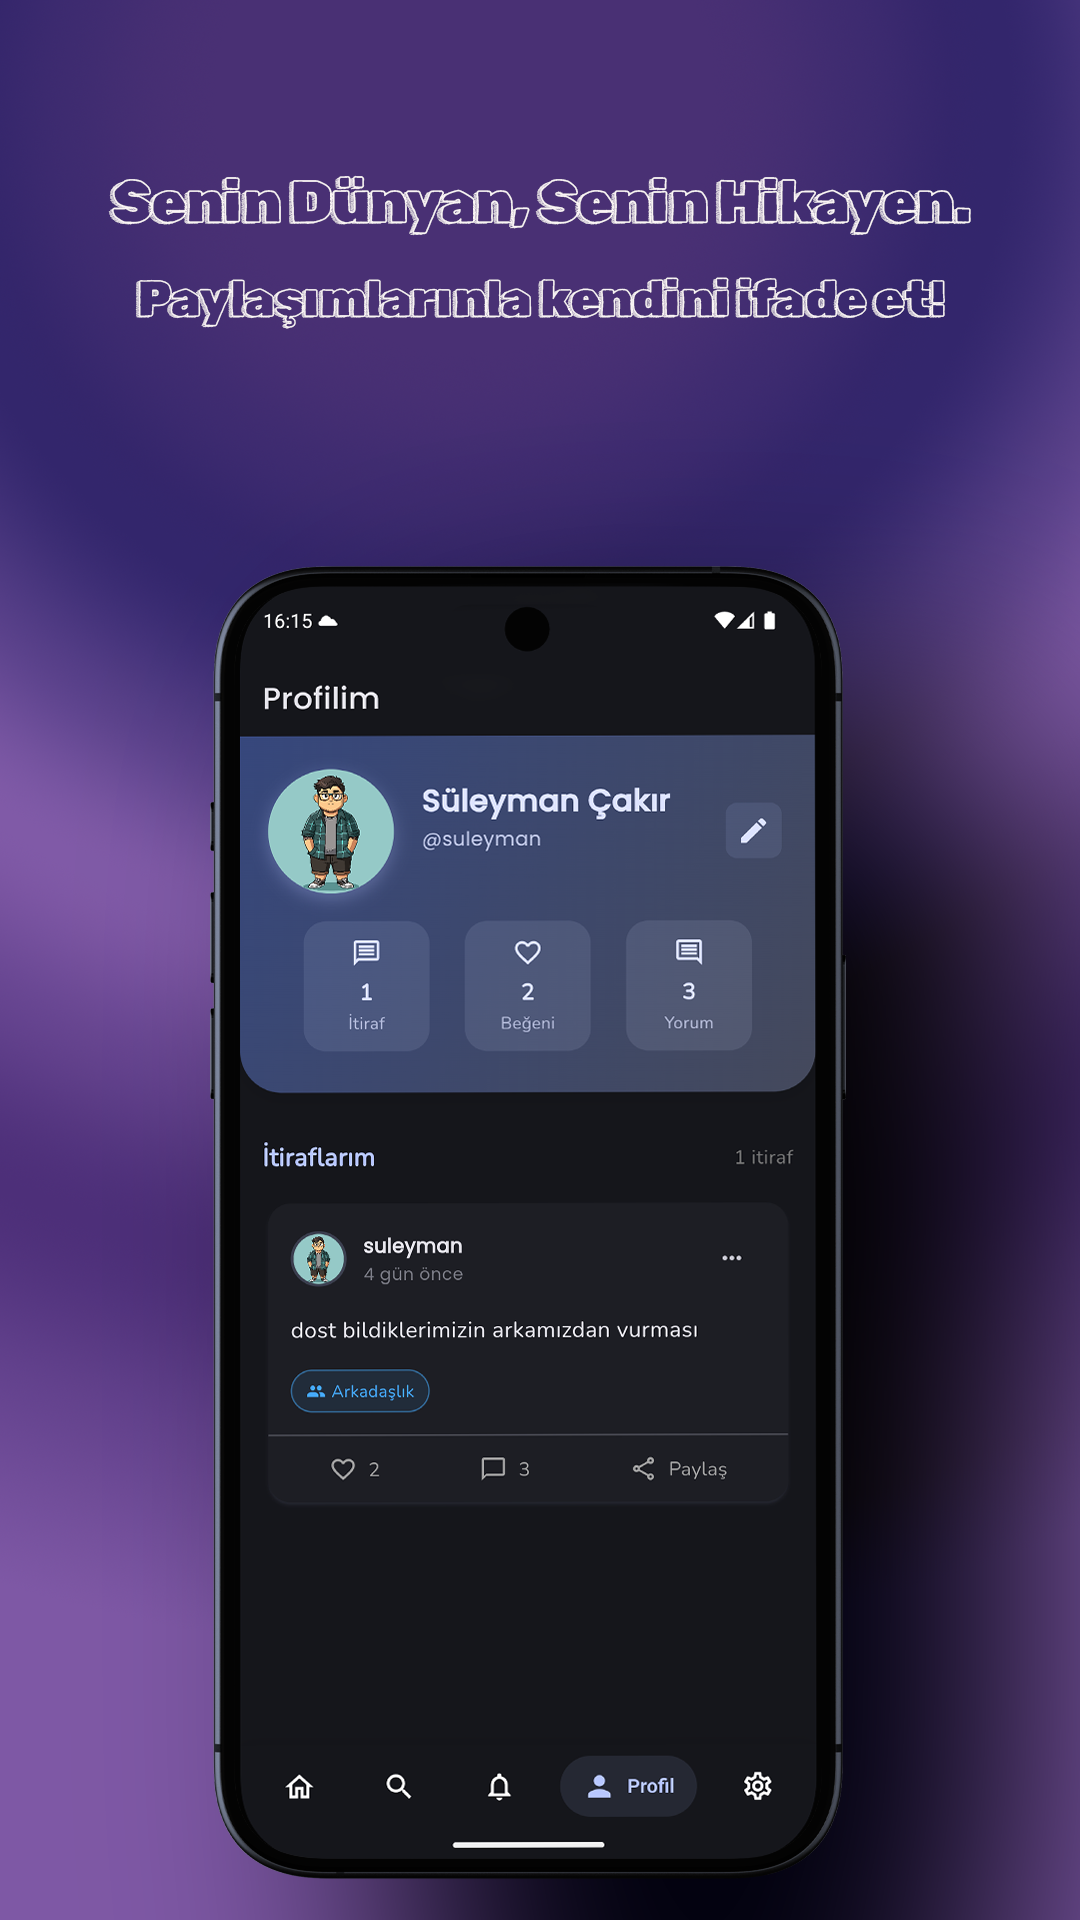 Senin Dünyan, Senin Hikayen.
Paylaşımlarınla kendini ifade et!
16:15
Profilim
Süleyman Çakır
@suleyman
1
İtiraf
2
Beğeni
3
Yorum
İtiraflarım
1 itiraf
suleyman
4 gün önce
dost bildiklerimizin arkamızdan vurması
Arkadaşlık
2
3
Paylaş
Profil